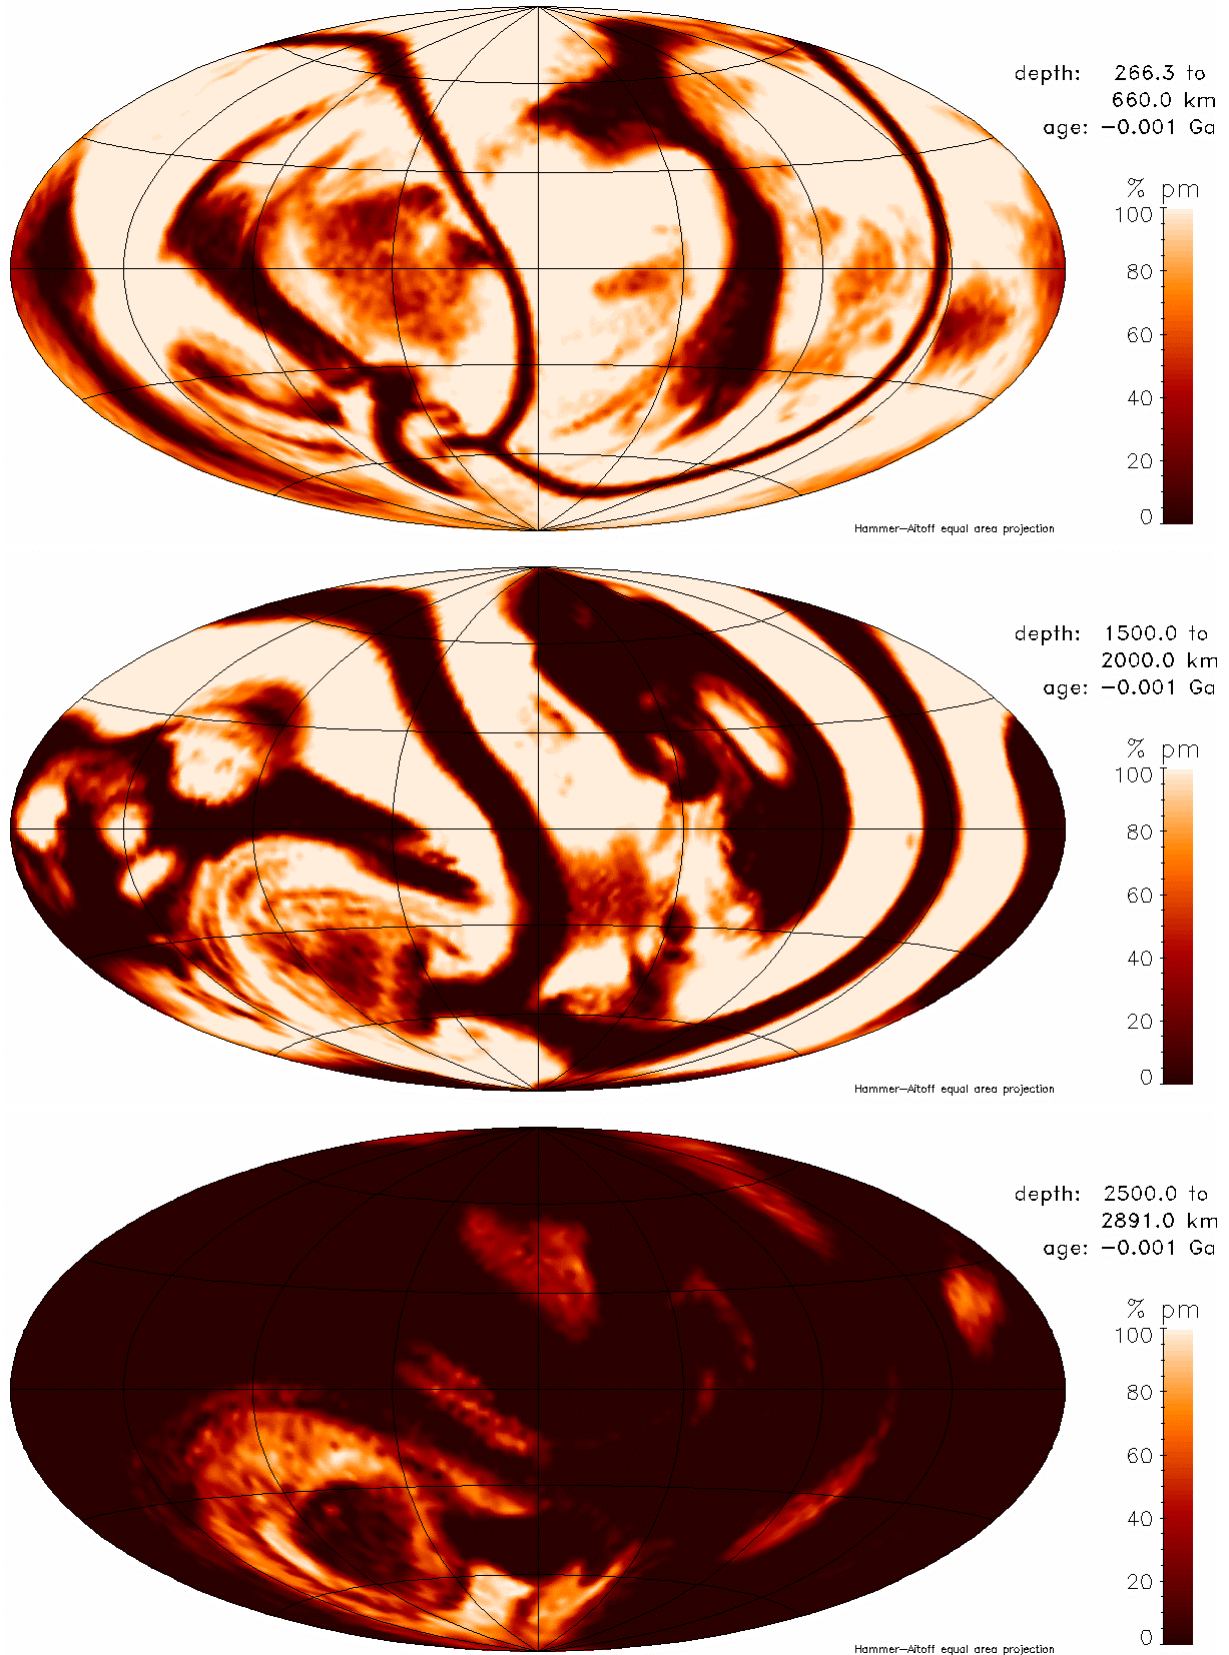 depth: 266.3 to
660.0 km
age: −0.001 Ga
% pm
100
80
60
40
20
0
Hammer−Aitoff equal area projection
depth: 1500.0 to
2000.0 km
age: −0.001 Ga
% pm
100
80
60
40
20
0
Hammer−Aitoff equal area projection
depth: 2500.0 to
2891.0 km
age: −0.001 Ga
% pm
100
80
60
40
20
0
Hammer−Aitoff equal area projection